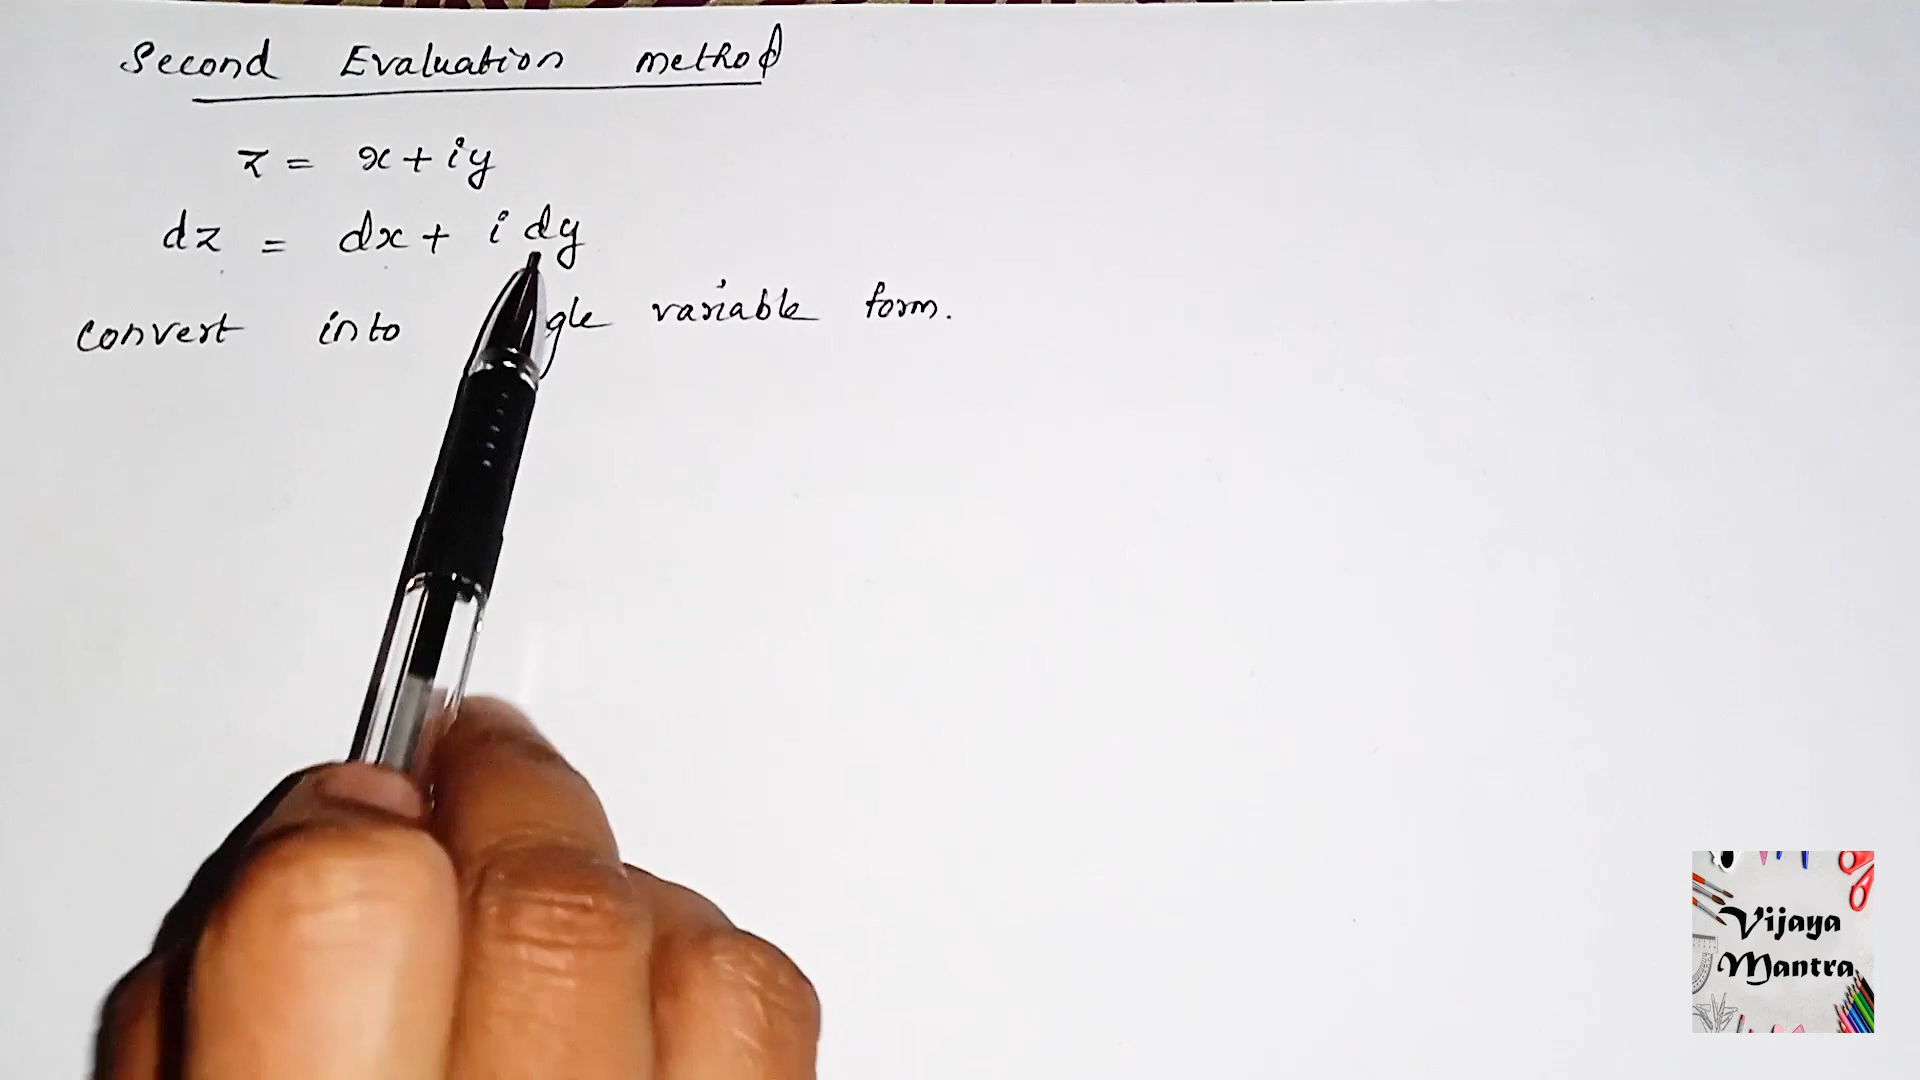 Second Evaluation method
z = x + iy
dz = dx + i dy
convert into gle variable form.
Vijaya
Mantra